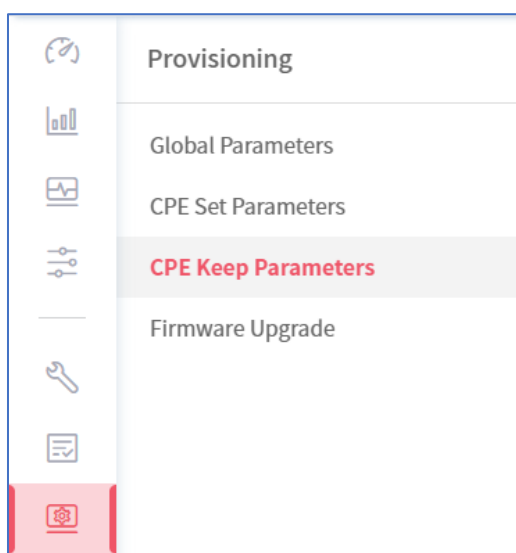 Provisioning
Global Parameters
CPE Set Parameters
CPE Keep Parameters
Firmware Upgrade